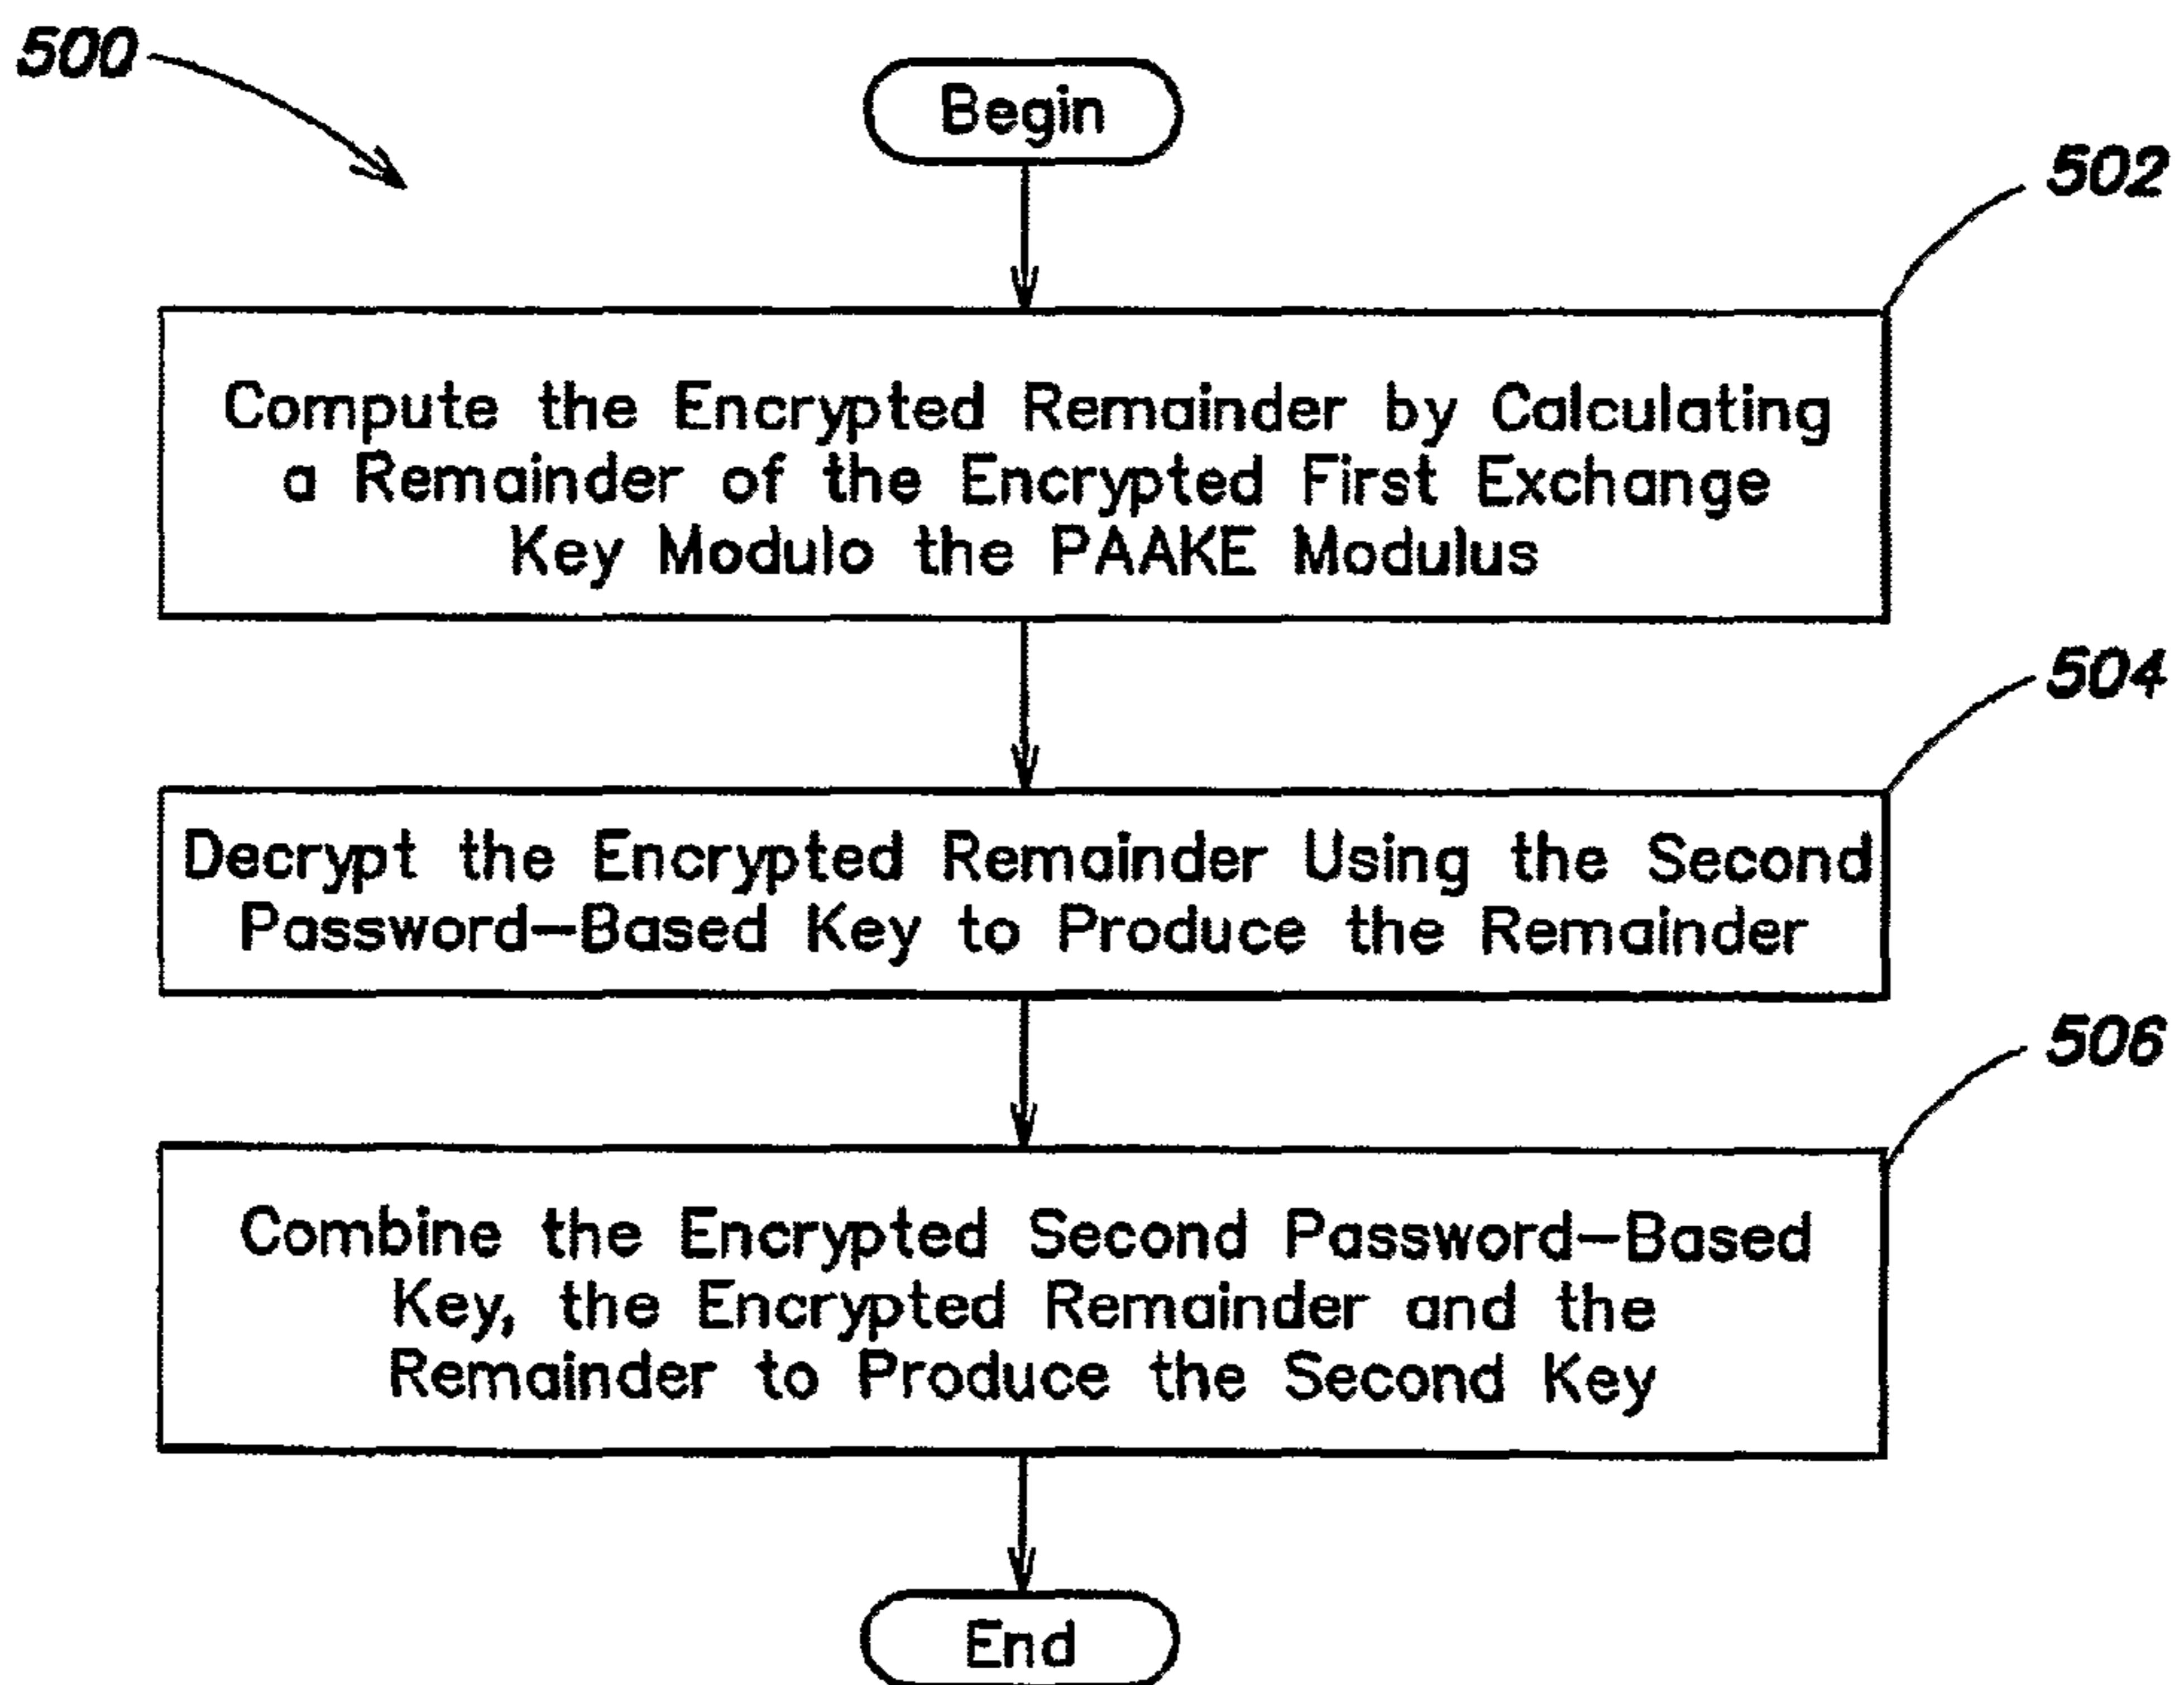 500
Begin
502
Compute the Encrypted Remainder by Calculating
a Remainder of the Encrypted First Exchange
Key Modulo the PAAKE Modulus
504
Decrypt the Encrypted Remainder Using the Second
Password-Based Key to Produce the Remainder
506
Combine the Encrypted Second Password-Based
Key, the Encrypted Remainder and the
Remainder to Produce the Second Key
End